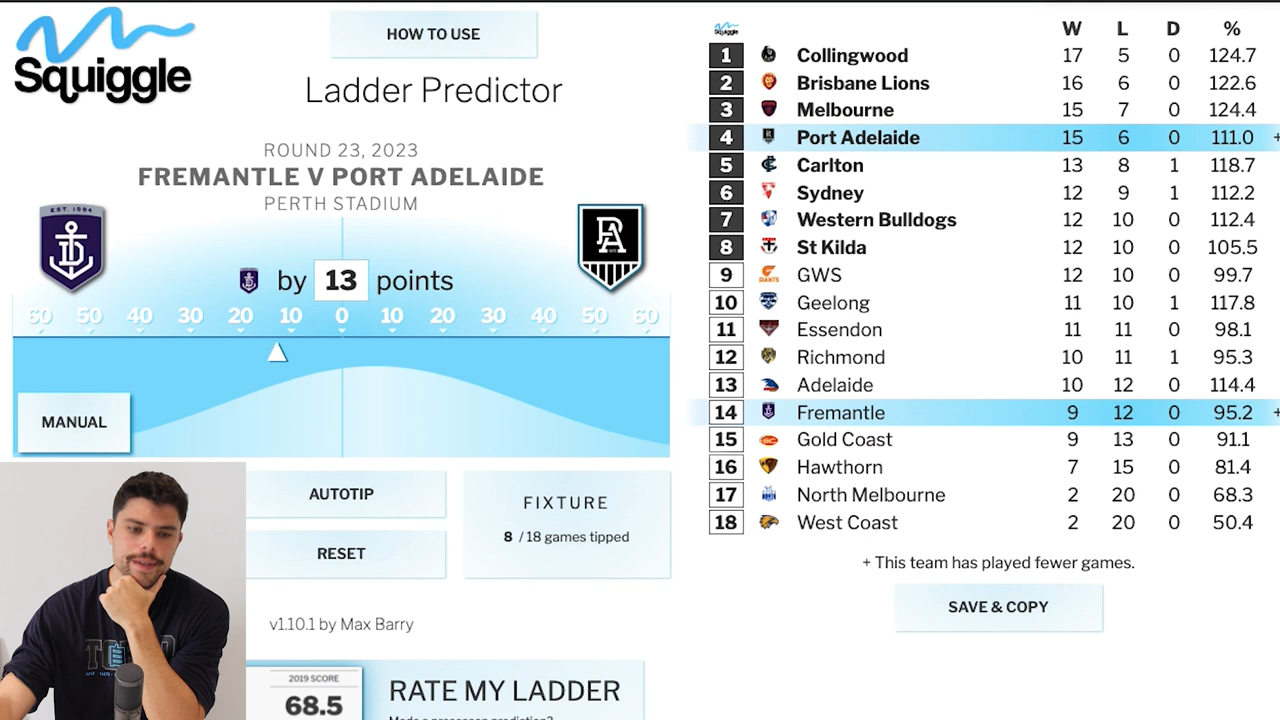 Squiggle
HOW TO USE
Ladder Predictor
ROUND 23, 2023
FREMANTLE V PORT ADELAIDE
PERTH STADIUM
EST. 1994
PA
by 13 points
60 50 40 30 20 10 0 10 20 30 40 50 60
MANUAL
AUTOTIP
RESET
FIXTURE
8 / 18 games tipped
v1.10.1 by Max Barry
2019 SCORE
68.5
RATE MY LADDER
Squiggle W L D %
1 Collingwood 17 5 0 124.7
2 Brisbane Lions 16 6 0 122.6
3 Melbourne 15 7 0 124.4
4 Port Adelaide 15 6 0 111.0 +
5 Carlton 13 8 1 118.7
6 Sydney 12 9 1 112.2
7 Western Bulldogs 12 10 0 112.4
8 St Kilda 12 10 0 105.5
9 GWS 12 10 0 99.7
10 Geelong 11 10 1 117.8
11 Essendon 11 11 0 98.1
12 Richmond 10 11 1 95.3
13 Adelaide 10 12 0 114.4
14 Fremantle 9 12 0 95.2 +
15 Gold Coast 9 13 0 91.1
16 Hawthorn 7 15 0 81.4
17 North Melbourne 2 20 0 68.3
18 West Coast 2 20 0 50.4
+ This team has played fewer games.
SAVE & COPY